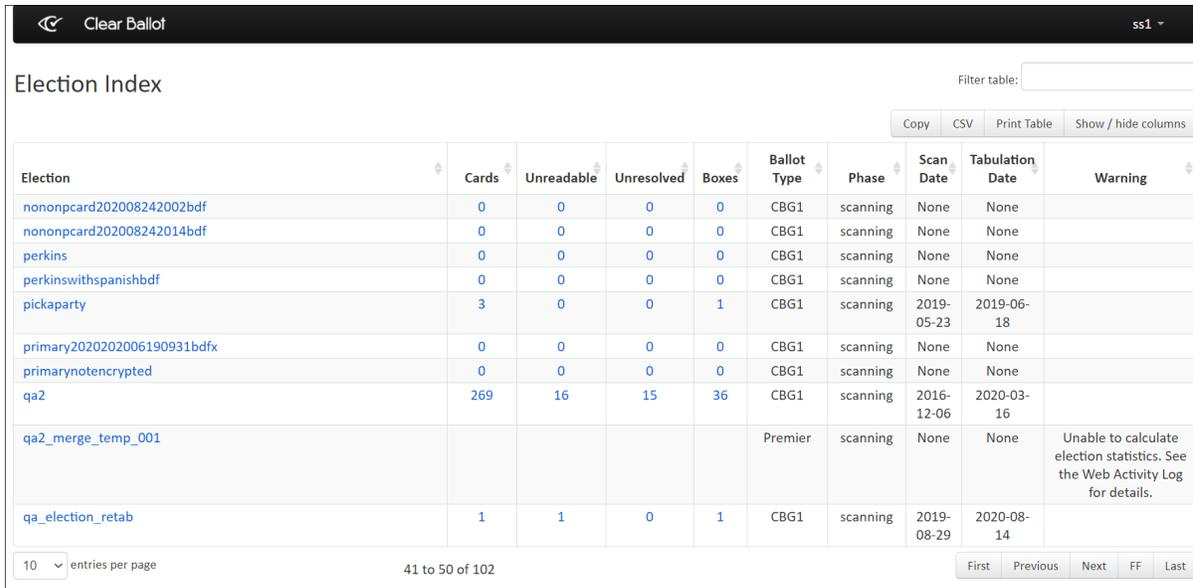 Clear Ballot ss1
Election Index
Filter table:
Copy CSV Print Table Show / hide columns
Election Cards Unreadable Unresolved Boxes Ballot Type Phase Scan Date Tabulation Date Warning
nononpcard202008242002bdf 0 0 0 0 CBG1 scanning None None
nononpcard202008242014bdf 0 0 0 0 CBG1 scanning None None
perkins 0 0 0 0 CBG1 scanning None None
perkinswithspanishbdf 0 0 0 0 CBG1 scanning None None
pickaparty 3 0 0 1 CBG1 scanning 2019-05-23 2019-06-18
primary2020202006190931bdfx 0 0 0 0 CBG1 scanning None None
primarynotencrypted 0 0 0 0 CBG1 scanning None None
qa2 269 16 15 36 CBG1 scanning 2016-12-06 2020-03-16
qa2_merge_temp_001 Premier scanning None None Unable to calculate election statistics. See the Web Activity Log for details.
qa_election_retab 1 1 0 1 CBG1 scanning 2019-08-29 2020-08-14
10 entries per page 41 to 50 of 102 First Previous Next FF Last